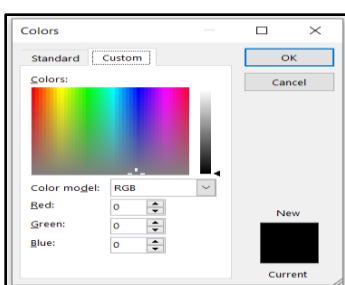 Colors
Standard Custom
OK
Colors:
Cancel
Color model: RGB
Red: 0
Green: 0
Blue: 0
New
Current